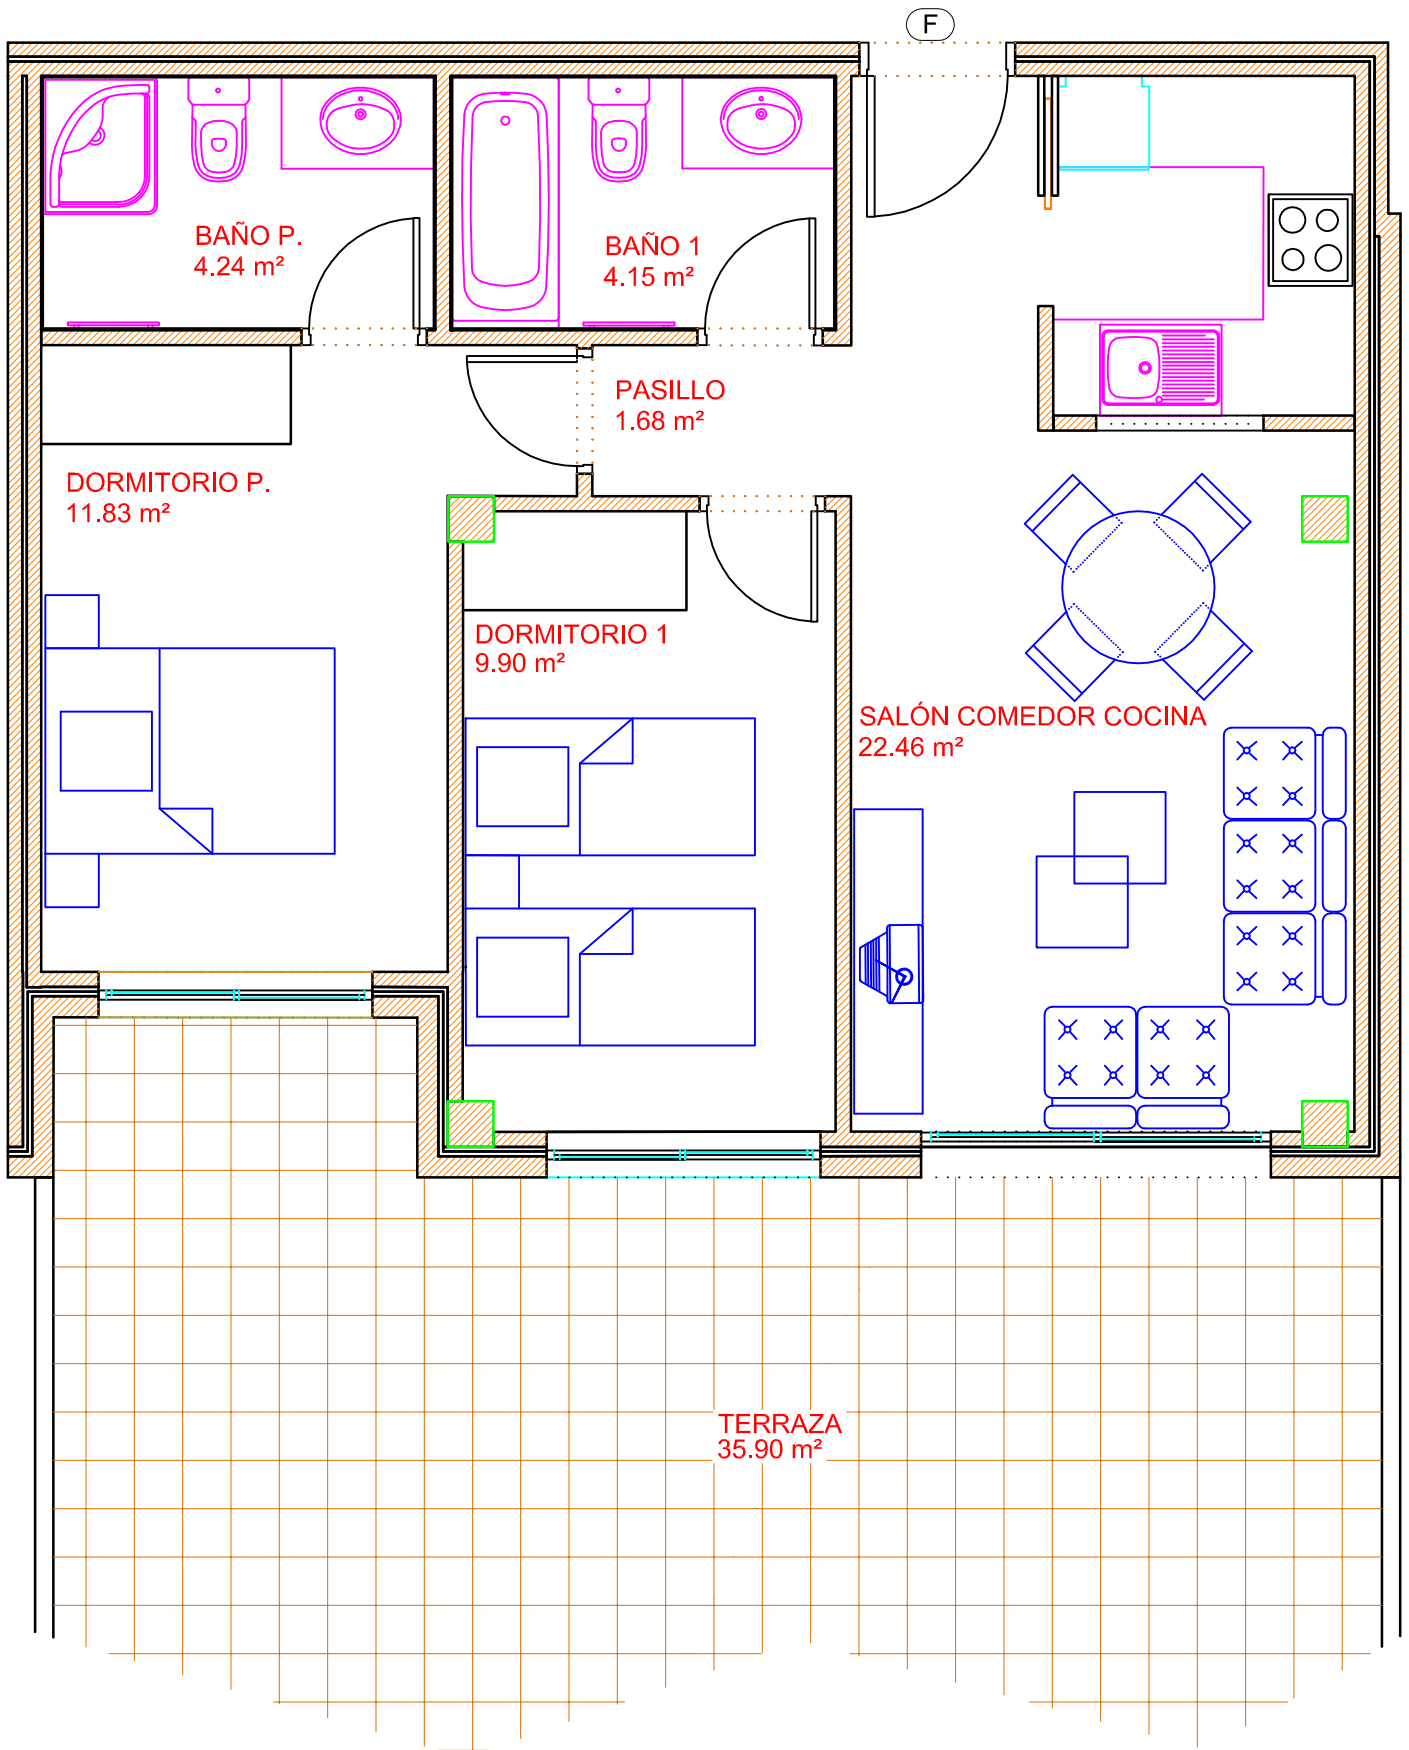 F
BAÑO P.
4.24 m²
BAÑO 1
4.15 m²
PASILLO
1.68 m²
DORMITORIO P.
11.83 m²
DORMITORIO 1
9.90 m²
SALÓN COMEDOR COCINA
22.46 m²
TERRAZA
35.90 m²